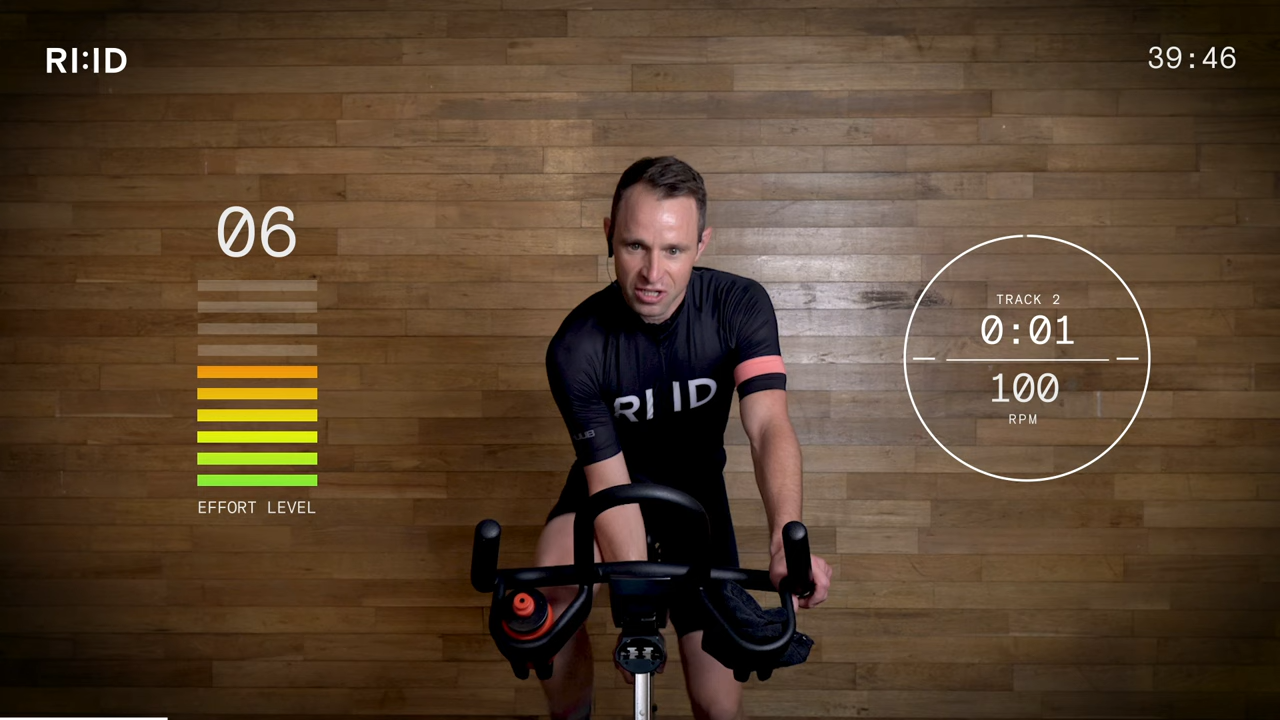 RI:ID
39:46
06
EFFORT LEVEL
TRACK 2
0:01
100
RPM
RI ID